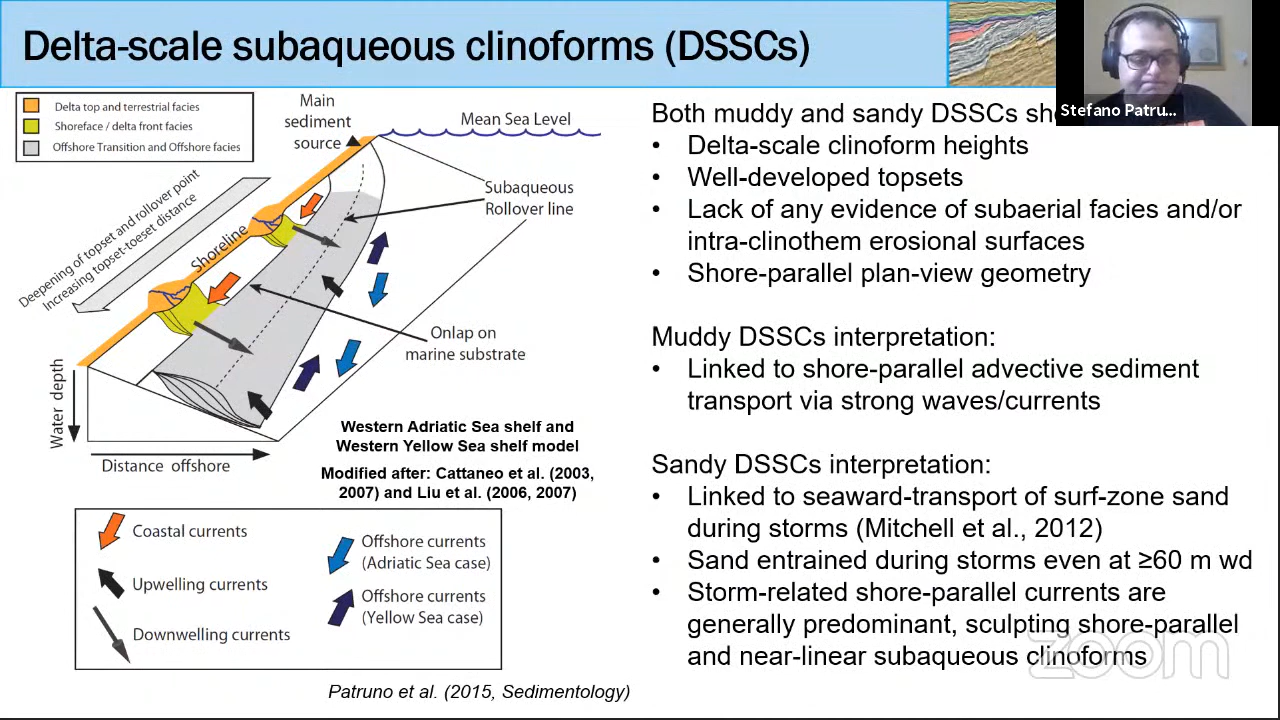 Delta-scale subaqueous clinoforms (DSSCs)
Stefano Patru...
Delta top and terrestrial facies
Shoreface / delta front facies
Offshore Transition and Offshore facies
Main
sediment
source
Mean Sea Level
Subaqueous
Rollover line
Deepening of topset and rollover point
Increasing topset-toeset distance
Shoreline
Onlap on
marine substrate
Water depth
Distance offshore
Western Adriatic Sea shelf and
Western Yellow Sea shelf model
Modified after: Cattaneo et al. (2003,
2007) and Liu et al. (2006, 2007)
Coastal currents
Upwelling currents
Downwelling currents
Offshore currents
(Adriatic Sea case)
Offshore currents
(Yellow Sea case)
Patruno et al. (2015, Sedimentology)
Both muddy and sandy DSSCs
• Delta-scale clinoform heights
• Well-developed topsets
• Lack of any evidence of subaerial facies and/or
intra-clinothem erosional surfaces
• Shore-parallel plan-view geometry
Muddy DSSCs interpretation:
• Linked to shore-parallel advective sediment
transport via strong waves/currents
Sandy DSSCs interpretation:
• Linked to seaward-transport of surf-zone sand
during storms (Mitchell et al., 2012)
• Sand entrained during storms even at ≥60 m wd
• Storm-related shore-parallel currents are
generally predominant, sculpting shore-parallel
and near-linear subaqueous clinoforms
zoom